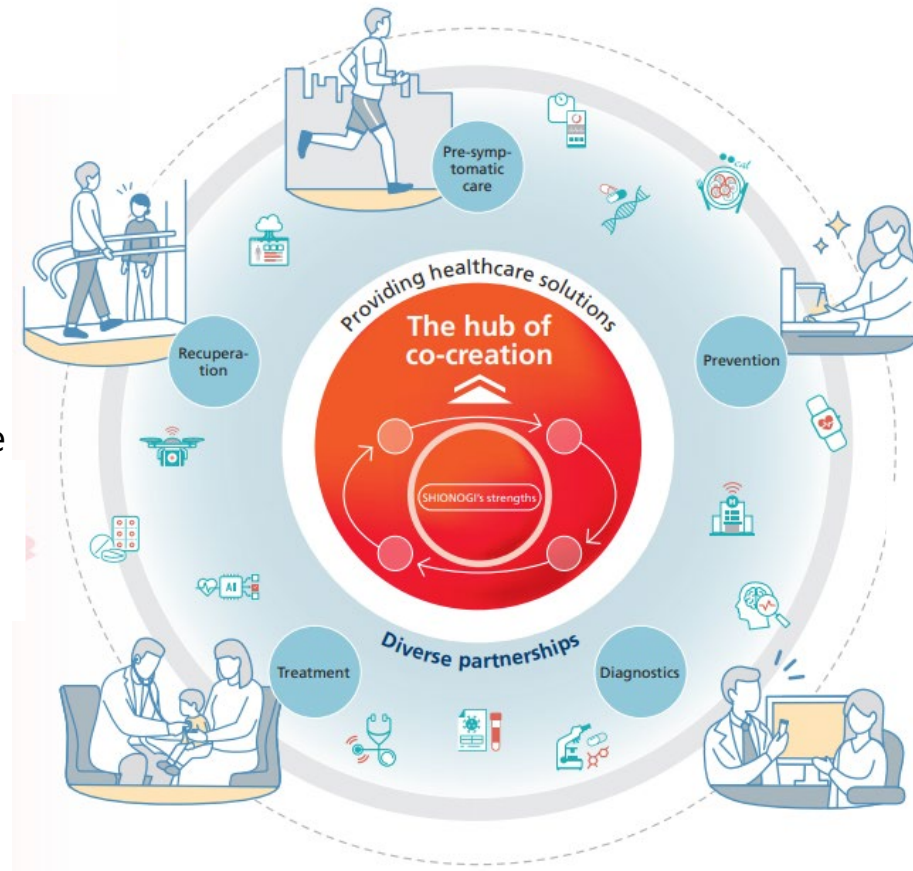 Pre-symp-
tomatic
care
Providing healthcare solutions
The hub of
co-creation
Recupera-
tion
Prevention
SHIONOGI's strengths
AI
H
cal
Diverse partnerships
Treatment
Diagnostics
e